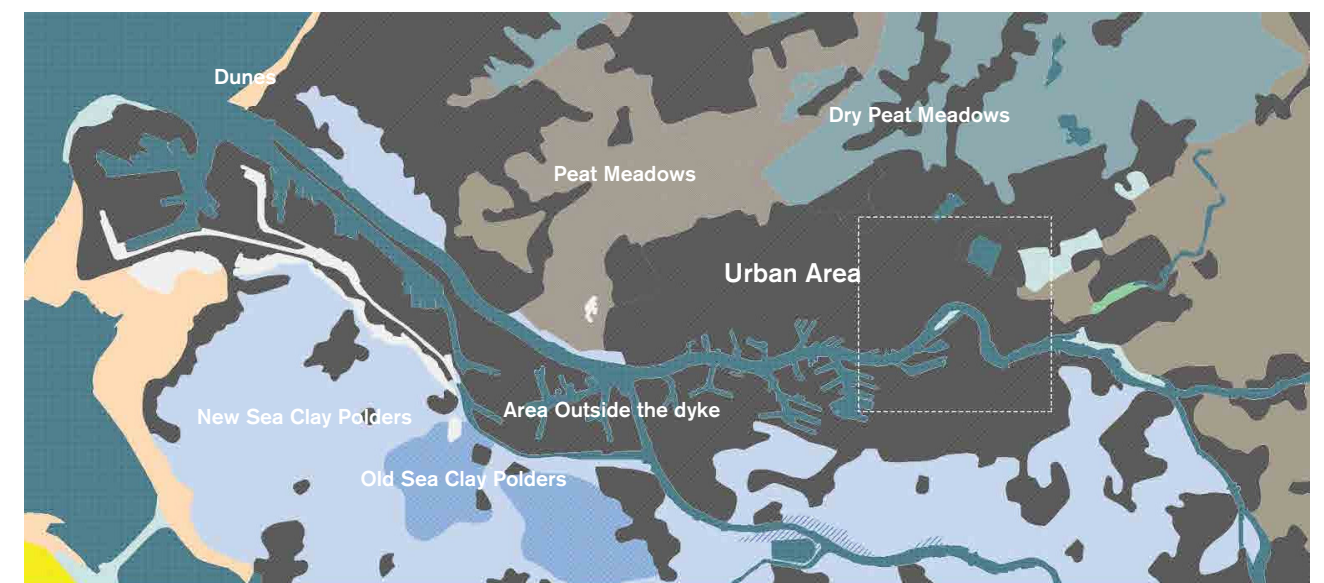 Dunes
Dry Peat Meadows
Peat Meadows
Urban Area
Area Outside the dyke
New Sea Clay Polders
Old Sea Clay Polders